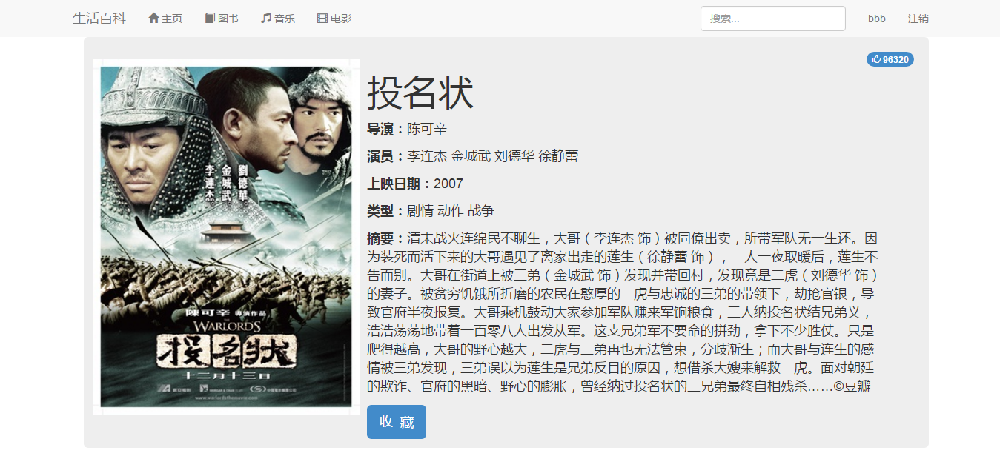 生活百科 主页 图书 音乐 电影 搜索... bbb 注销
96320
投名状
导演：陈可辛
演员：李连杰 金城武 刘德华 徐静蕾
上映日期：2007
类型：剧情 动作 战争
摘要：清末战火连绵民不聊生，大哥（李连杰 饰）被同僚出卖，所带军队无一生还。因
为装死而活下来的大哥遇见了离家出走的莲生（徐静蕾 饰），二人一夜取暖后，莲生不
告而别。大哥在街道上被三弟（金城武 饰）发现并带回村，发现竟是二虎（刘德华 饰）
的妻子。被贫穷饥饿所折磨的农民在憨厚的二虎与忠诚的三弟的带领下，劫抢官银，导
致官府半夜报复。大哥乘机鼓动大家参加军队赚来军饷粮食，三人纳投名状结兄弟义，
浩浩荡荡地带着一百零八人出发从军。这支兄弟军不要命的拼劲，拿下不少胜仗。只是
爬得越高，大哥的野心越大，二虎与三弟再也无法管束，分歧渐生；而大哥与连生的感
情被三弟发现，三弟误以为莲生是兄弟反目的原因，想借杀大嫂来解救二虎。面对朝廷
的欺诈、官府的黑暗、野心的膨胀，曾经纳过投名状的三兄弟最终自相残杀……©豆瓣
收 藏
劉德華
金城武
李連杰
陳可辛 導演作品
THE WARLORDS
投名狀
十二月十三日
www.warlordsthemovie.com